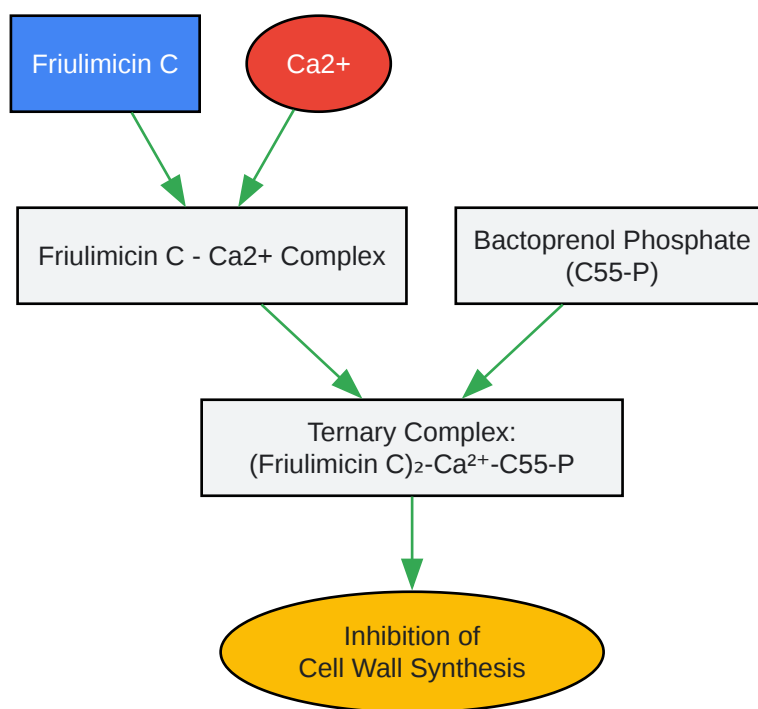 Friulimicin C
Ca2+
Friulimicin C - Ca2+ Complex
Bactoprenol Phosphate
(C55-P)
Ternary Complex:
(Friulimicin C)₂-Ca²⁺-C55-P
Inhibition of
Cell Wall Synthesis